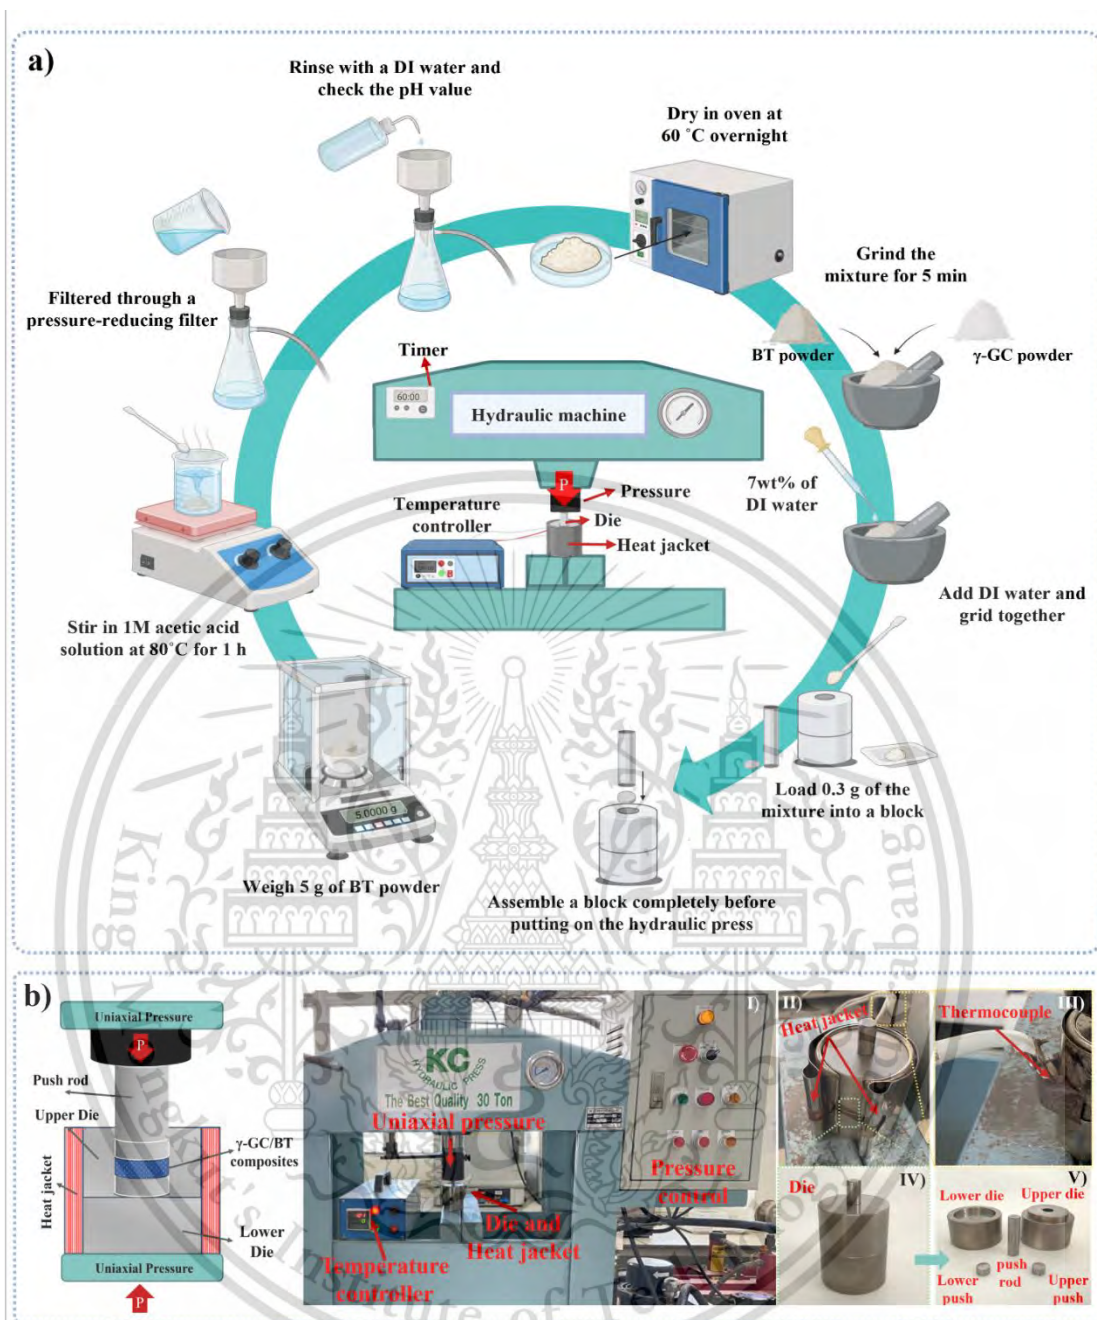 a)
Rinse with a DI water and
check the pH value
Dry in oven at
60 ˚C overnight
Grind the
mixture for 5 min
BT powder
γ-GC powder
Filtered through a
pressure-reducing filter
Timer
60:00
Hydraulic machine
P
Pressure
Die
Heat jacket
Temperature
controller
7wt% of
DI water
Add DI water and
grid together
Stir in 1M acetic acid
solution at 80˚C for 1 h
5.0000 g
Weigh 5 g of BT powder
Load 0.3 g of the
mixture into a block
Assemble a block completely before
putting on the hydraulic press
b)
Uniaxial Pressure
P
Push rod
Upper Die
γ-GC/BT
composites
Heat jacket
Lower
Die
Uniaxial Pressure
P
I)
KC
HYDRAULIC PRESS
The Best Quality 30 Ton
Uniaxial pressure
Pressure
control
Die and
Heat jacket
Temperature
controller
II)
Heat jacket
III)
Thermocouple
IV)
Die
V)
Lower die
Upper die
Lower
push
push
rod
Upper
push
King Mongkut's Institute of